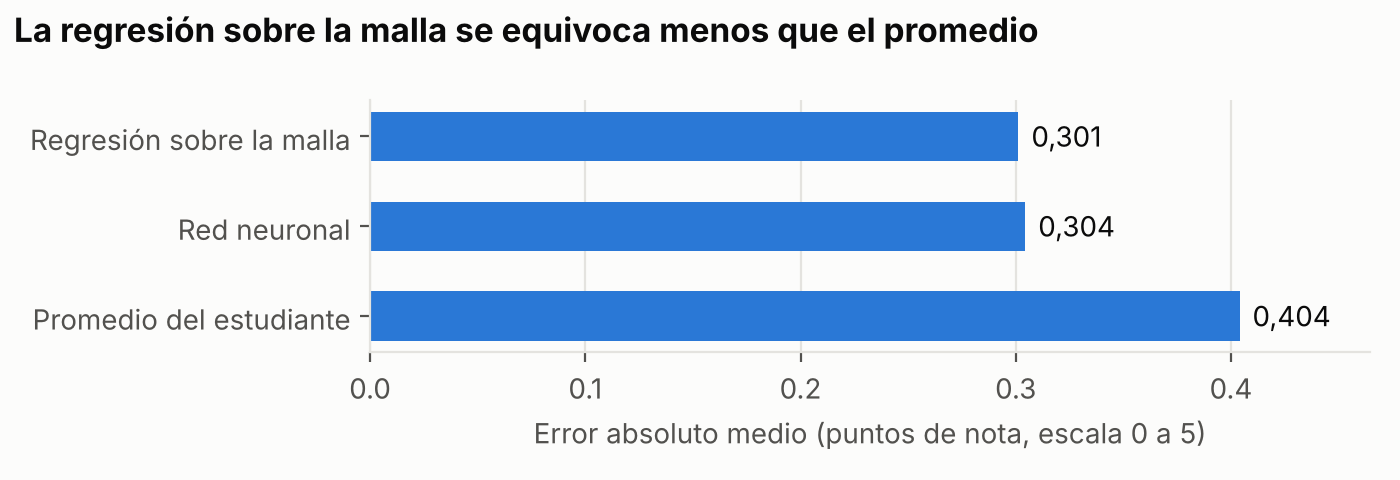 La regresión sobre la malla se equivoca menos que el promedio
Regresión sobre la malla
0,301
Red neuronal
0,304
Promedio del estudiante
0,404
0.0
0.1
0.2
0.3
0.4
Error absoluto medio (puntos de nota, escala 0 a 5)